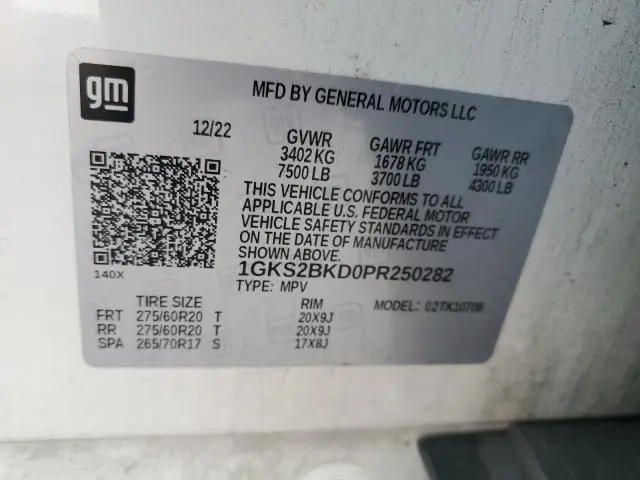 gm
MFD BY GENERAL MOTORS LLC
12/22 GVWR GAWR FRT GAWR RR
3402 KG 1678 KG 1950 KG
7500 LB 3700 LB 4300 LB
THIS VEHICLE CONFORMS TO ALL
APPLICABLE U.S. FEDERAL MOTOR
VEHICLE SAFETY STANDARDS IN EFFECT
ON THE DATE OF MANUFACTURE
SHOWN ABOVE.
140X
1GKS2BKD0PR250282
TYPE: MPV
TIRE SIZE RIM MODEL: 02TK10706
FRT 275/60R20 T 20X9J
RR 275/60R20 T 20X9J
SPA 265/70R17 S 17X8J